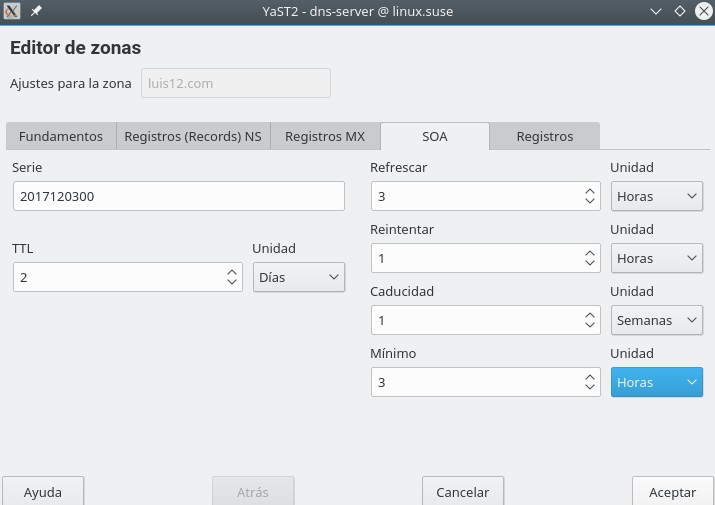 YaST2 - dns-server @ linux.suse
Editor de zonas
Ajustes para la zona luis12.com
Fundamentos Registros (Records) NS Registros MX SOA Registros
Serie
2017120300
TTL Unidad
2 Días
Refrescar Unidad
3 Horas
Reintentar Unidad
1 Horas
Caducidad Unidad
1 Semanas
Mínimo Unidad
3 Horas
Ayuda Atrás Cancelar Aceptar